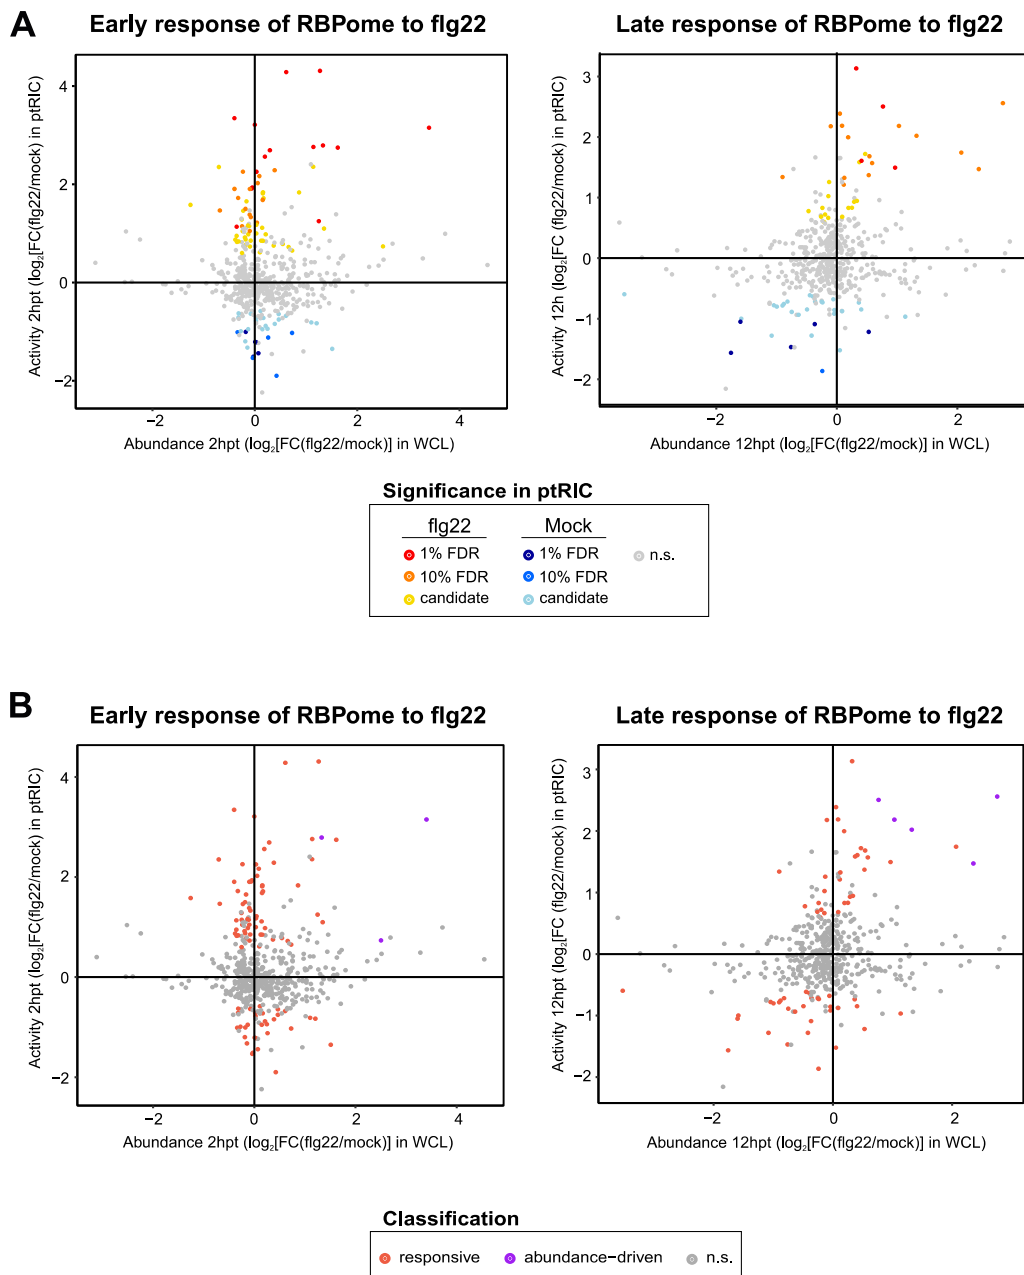 A
Early response of RBPome to flg22
Late response of RBPome to flg22
Activity 2hpt (log₂[FC(flg22/mock) in ptRIC)
4
2
0
−2
−2
0
2
4
Abundance 2hpt (log₂[FC(flg22/mock)] in WCL)
Activity 12h (log₂[FC (flg22/mock) in ptRIC)
3
2
1
0
−1
−2
−2
0
2
Abundance 12hpt (log₂[FC(flg22/mock)] in WCL)
Significance in ptRIC
flg22
Mock
1% FDR
1% FDR
n.s.
10% FDR
10% FDR
candidate
candidate
B
Early response of RBPome to flg22
Late response of RBPome to flg22
Activity 2hpt (log₂[FC(flg22/mock) in ptRIC)
4
2
0
−2
−2
0
2
4
Abundance 2hpt (log₂[FC(flg22/mock)] in WCL)
Activity 12hpt (log₂[FC (flg22/mock) in ptRIC)
3
2
1
0
−1
−2
−2
0
2
Abundance 12hpt (log₂[FC(flg22/mock)] in WCL)
Classification
responsive
abundance−driven
n.s.